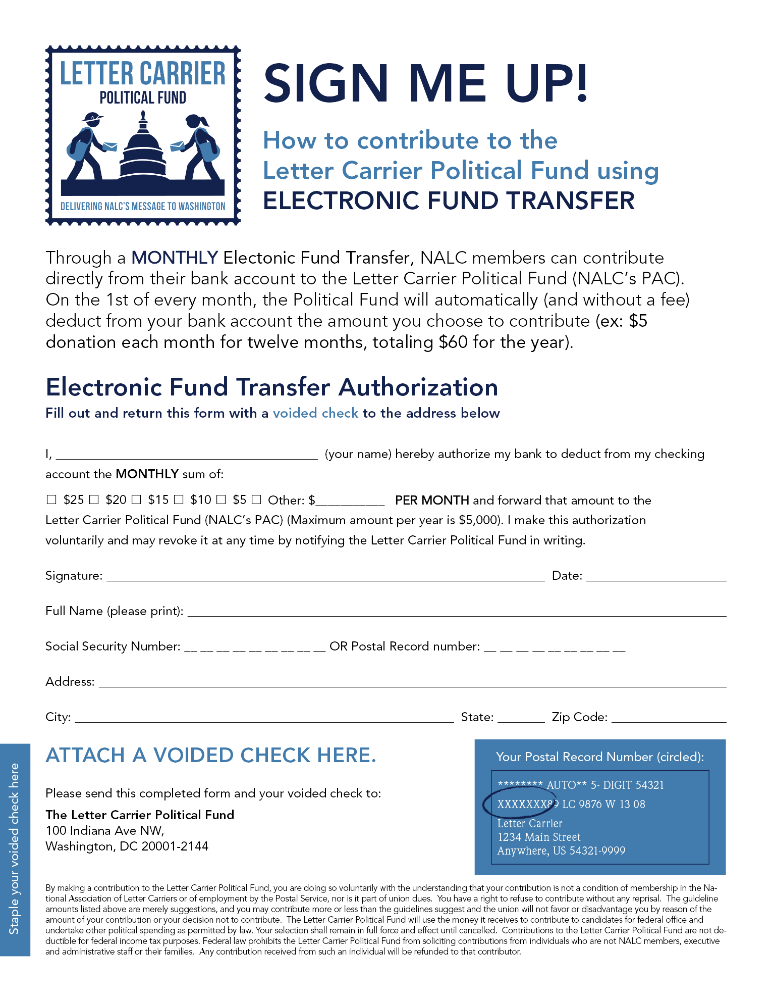 LETTER CARRIER
POLITICAL FUND
DELIVERING NALC'S MESSAGE TO WASHINGTON
SIGN ME UP!
How to contribute to the
Letter Carrier Political Fund using
ELECTRONIC FUND TRANSFER
Through a MONTHLY Electonic Fund Transfer, NALC members can contribute
directly from their bank account to the Letter Carrier Political Fund (NALC's PAC).
On the 1st of every month, the Political Fund will automatically (and without a fee)
deduct from your bank account the amount you choose to contribute (ex: $5
donation each month for twelve months, totaling $60 for the year).
Electronic Fund Transfer Authorization
Fill out and return this form with a voided check to the address below
I, ______________________________ (your name) hereby authorize my bank to deduct from my checking
account the MONTHLY sum of:
☐ $25 ☐ $20 ☐ $15 ☐ $10 ☐ $5 ☐ Other: $___________ PER MONTH and forward that amount to the
Letter Carrier Political Fund (NALC's PAC) (Maximum amount per year is $5,000). I make this authorization
voluntarily and may revoke it at any time by notifying the Letter Carrier Political Fund in writing.
Signature: ______________________________ Date: ______________
Full Name (please print): ______________________________
Social Security Number: __ __ __ __ __ __ __ __ __ OR Postal Record number: __ __ __ __ __ __ __ __ __
Address: ______________________________
City: ______________________________ State: _______ Zip Code: ______________
ATTACH A VOIDED CHECK HERE.
Please send this completed form and your voided check to:
The Letter Carrier Political Fund
100 Indiana Ave NW,
Washington, DC 20001-2144
Staple your voided check here
Your Postal Record Number (circled):
******** AUTO** 5- DIGIT 54321
XXXXXXX89 LC 9876 W 13 08
Letter Carrier
1234 Main Street
Anywhere, US 54321-9999
By making a contribution to the Letter Carrier Political Fund, you are doing so voluntarily with the understanding that your contribution is not a condition of membership in the Na-
tional Association of Letter Carriers or of employment by the Postal Service, nor is it part of union dues.  You have a right to refuse to contribute without any reprisal.  The guideline
amounts listed above are merely suggestions, and you may contribute more or less than the guidelines suggest and the union will not favor or disadvantage you by reason of the
amount of your contribution or your decision not to contribute.  The Letter Carrier Political Fund will use the money it receives to contribute to candidates for federal office and
undertake other political spending as permitted by law. Your selection shall remain in full force and effect until cancelled.  Contributions to the Letter Carrier Political Fund are not de-
ductible for federal income tax purposes. Federal law prohibits the Letter Carrier Political Fund from soliciting contributions from individuals who are not NALC members, executive
and administrative staff or their families.  Any contribution received from such an individual will be refunded to that contributor.